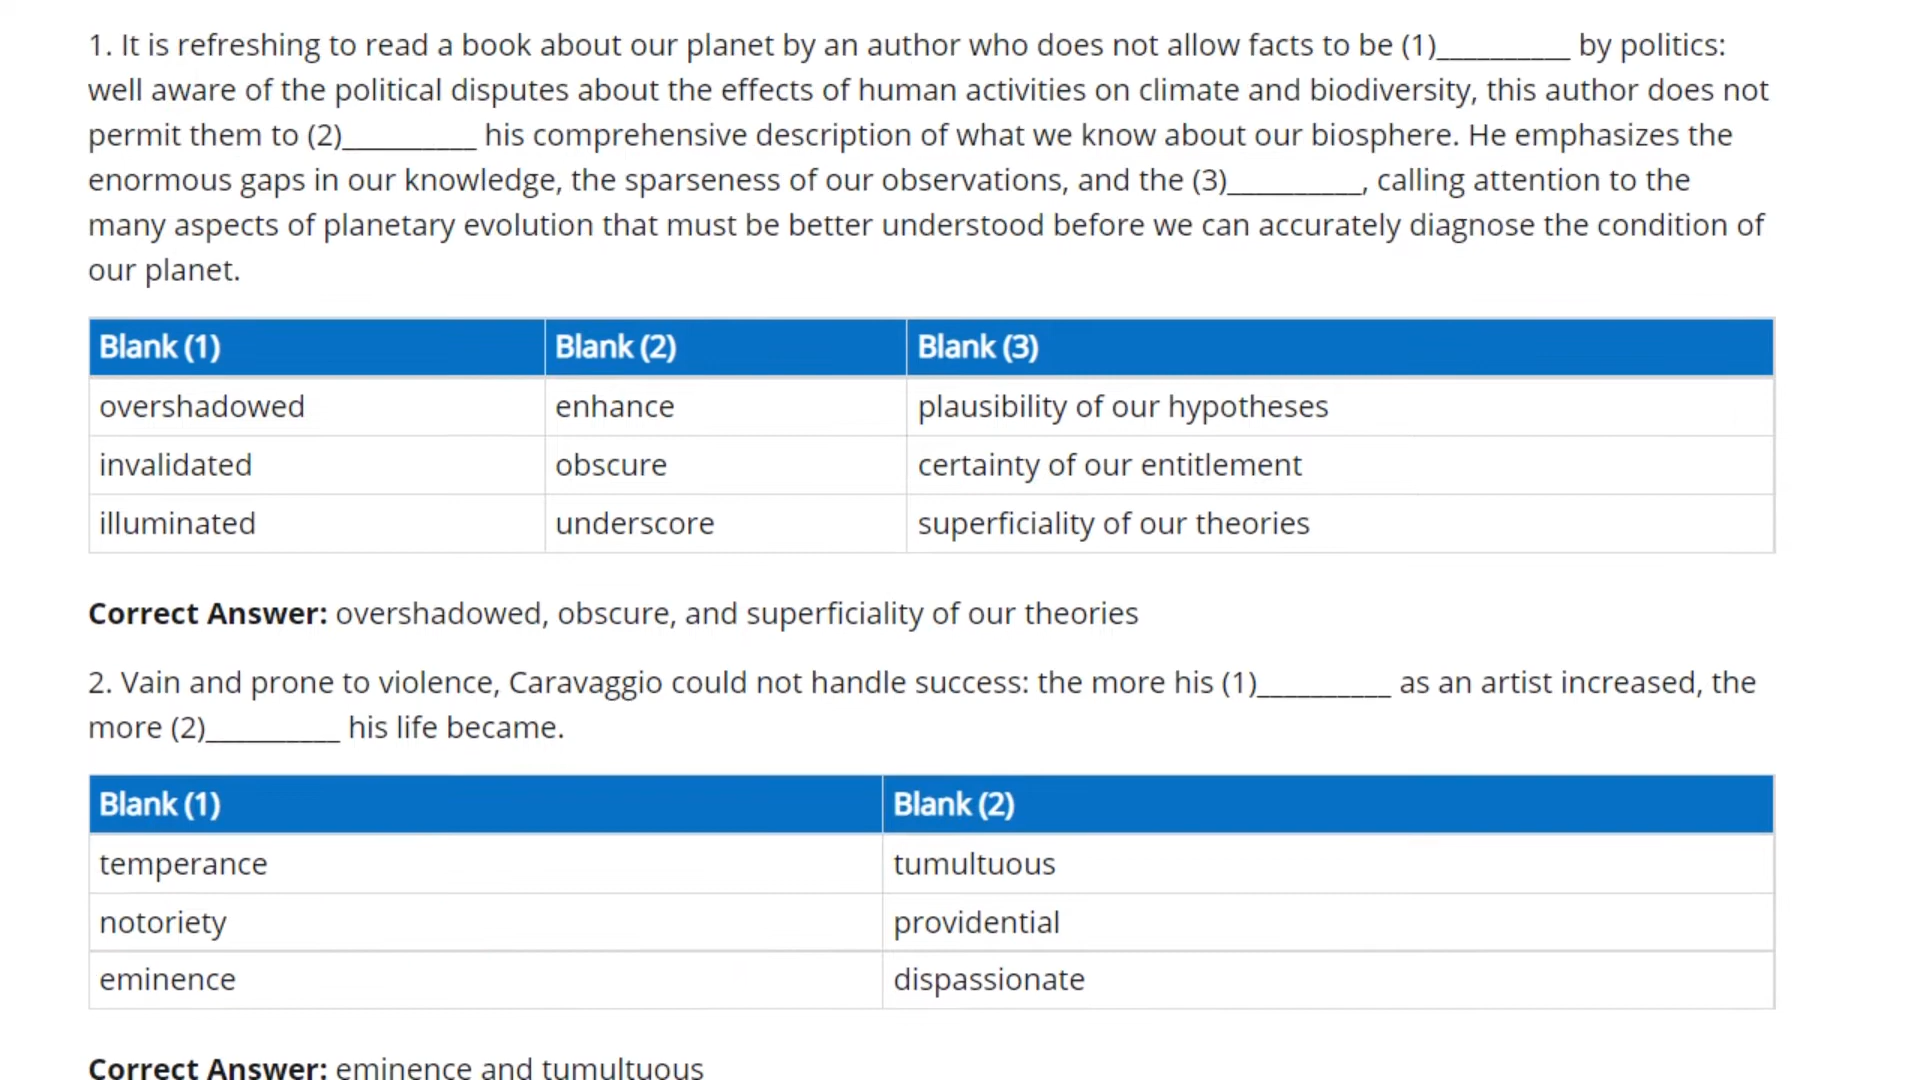 1. It is refreshing to read a book about our planet by an author who does not allow facts to be (1)__________ by politics:
well aware of the political disputes about the effects of human activities on climate and biodiversity, this author does not
permit them to (2)__________ his comprehensive description of what we know about our biosphere. He emphasizes the
enormous gaps in our knowledge, the sparseness of our observations, and the (3)__________, calling attention to the
many aspects of planetary evolution that must be better understood before we can accurately diagnose the condition of
our planet.
Blank (1) Blank (2) Blank (3)
overshadowed enhance plausibility of our hypotheses
invalidated obscure certainty of our entitlement
illuminated underscore superficiality of our theories
Correct Answer: overshadowed, obscure, and superficiality of our theories
2. Vain and prone to violence, Caravaggio could not handle success: the more his (1)__________ as an artist increased, the
more (2)__________ his life became.
Blank (1) Blank (2)
temperance tumultuous
notoriety providential
eminence dispassionate
Correct Answer: eminence and tumultuous